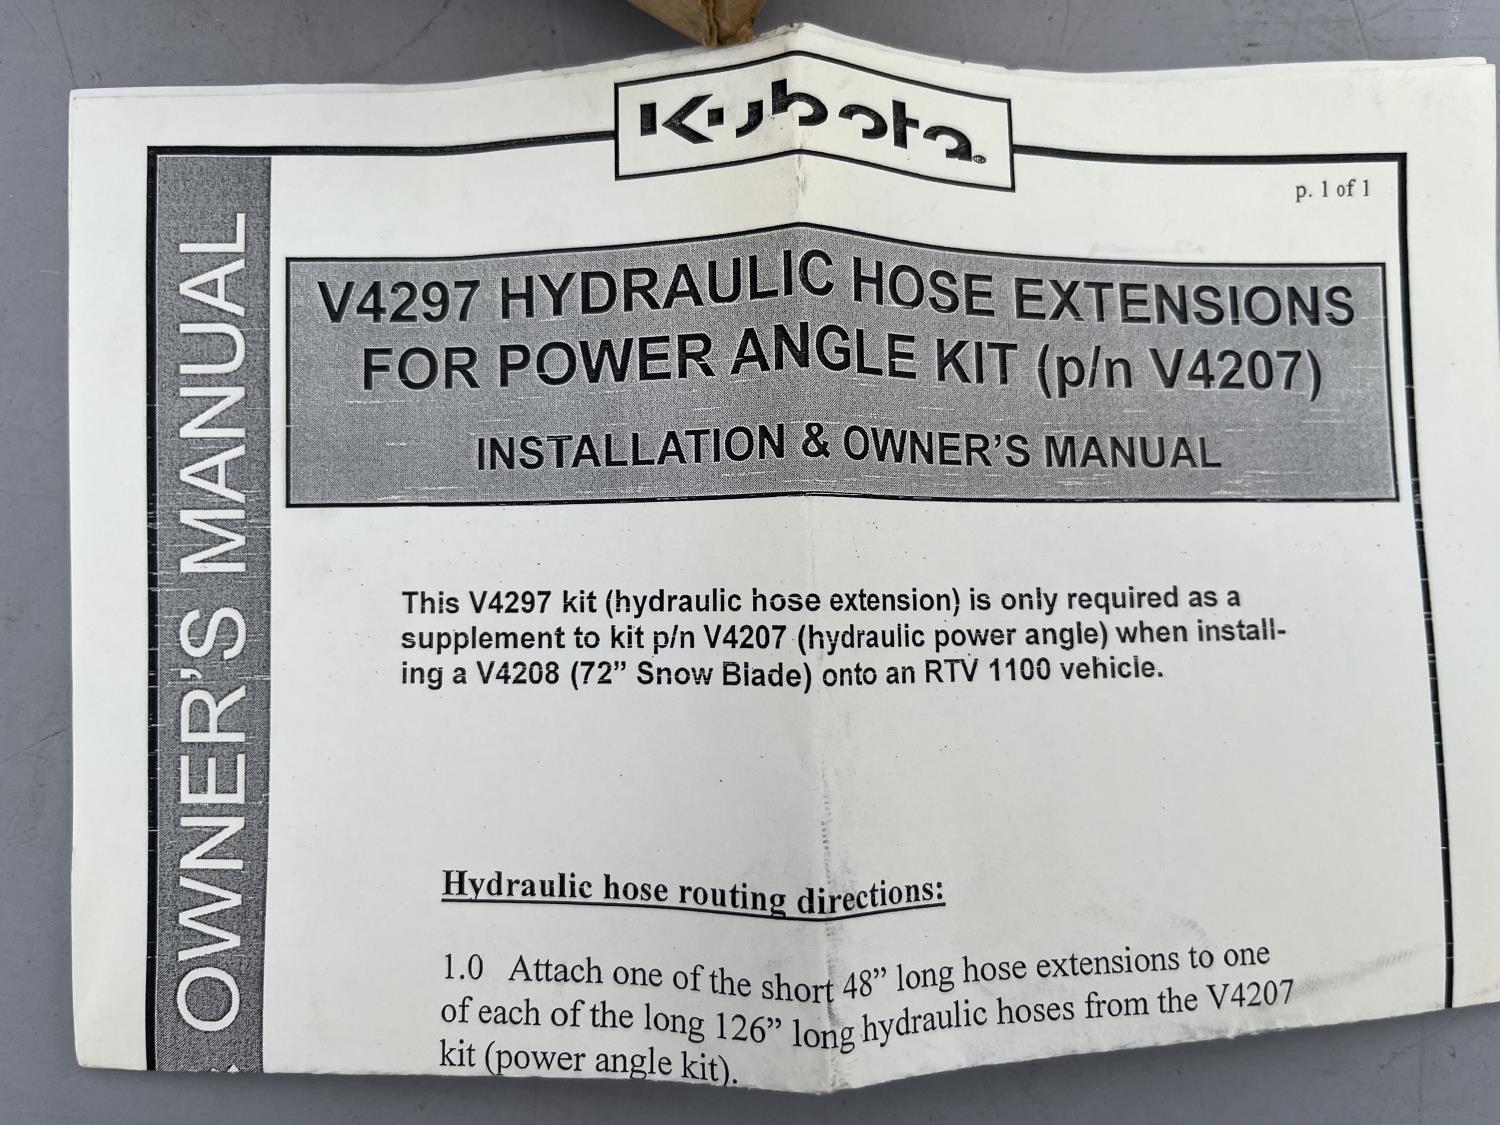 Kubota
p. 1 of 1
OWNER'S MANUAL
V4297 HYDRAULIC HOSE EXTENSIONS
FOR POWER ANGLE KIT (p/n V4207)
INSTALLATION & OWNER'S MANUAL
This V4297 kit (hydraulic hose extension) is only required as a
supplement to kit p/n V4207 (hydraulic power angle) when install-
ing a V4208 (72" Snow Blade) onto an RTV 1100 vehicle.
Hydraulic hose routing directions:
1.0 Attach one of the short 48" long hose extensions to one
of each of the long 126" long hydraulic hoses from the V4207
kit (power angle kit).